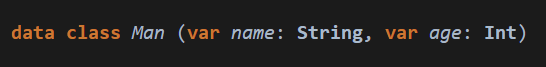 data class Man (var name: String, var age: Int)